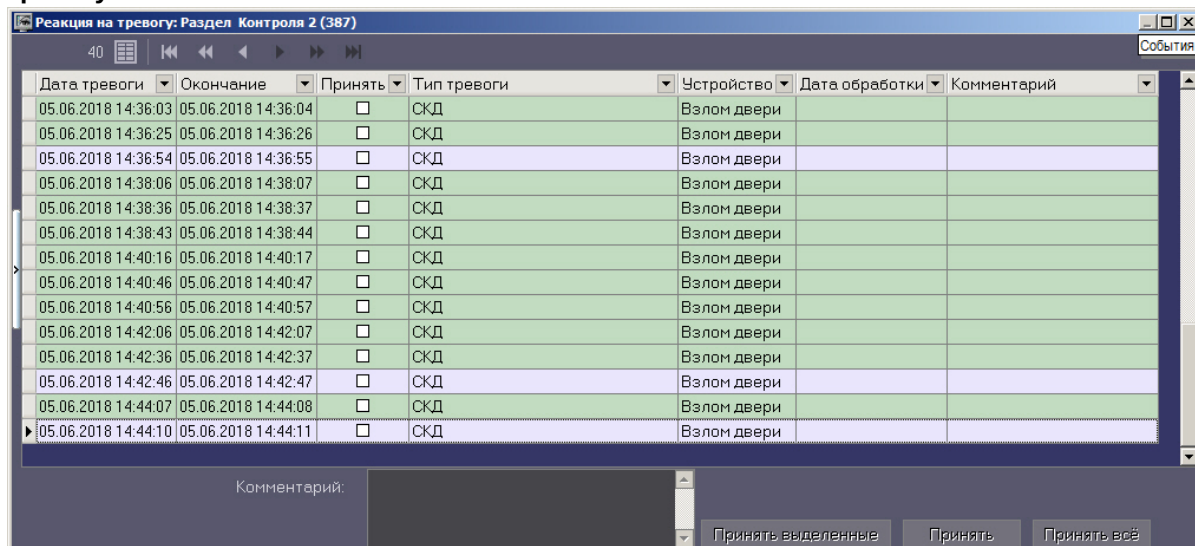 Реакция на тревогу: Раздел Контроля 2 (387)
События
40
Дата тревоги Окончание Принять Тип тревоги Устройство Дата обработки Комментарий
05.06.2018 14:36:03 05.06.2018 14:36:04 СКД Взлом двери
05.06.2018 14:36:25 05.06.2018 14:36:26 СКД Взлом двери
05.06.2018 14:36:54 05.06.2018 14:36:55 СКД Взлом двери
05.06.2018 14:38:06 05.06.2018 14:38:07 СКД Взлом двери
05.06.2018 14:38:36 05.06.2018 14:38:37 СКД Взлом двери
05.06.2018 14:38:43 05.06.2018 14:38:44 СКД Взлом двери
05.06.2018 14:40:16 05.06.2018 14:40:17 СКД Взлом двери
05.06.2018 14:40:46 05.06.2018 14:40:47 СКД Взлом двери
05.06.2018 14:40:56 05.06.2018 14:40:57 СКД Взлом двери
05.06.2018 14:42:06 05.06.2018 14:42:07 СКД Взлом двери
05.06.2018 14:42:36 05.06.2018 14:42:37 СКД Взлом двери
05.06.2018 14:42:46 05.06.2018 14:42:47 СКД Взлом двери
05.06.2018 14:44:07 05.06.2018 14:44:08 СКД Взлом двери
05.06.2018 14:44:10 05.06.2018 14:44:11 СКД Взлом двери
Комментарий:
Принять выделенные Принять Принять всё